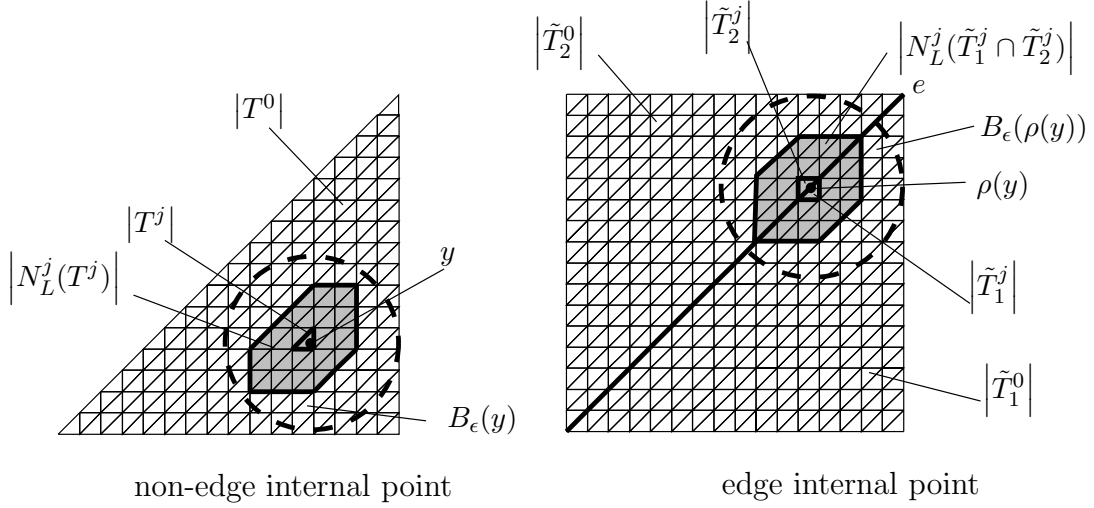 |T^0|
|T^j|
|N_L^j(T^j)|
y
B_ϵ(y)
non-edge internal point
|T̃_2^0|
|T̃_2^j|
|N_L^j(T̃_1^j ∩ T̃_2^j)|
e
B_ϵ(ρ(y))
ρ(y)
|T̃_1^j|
|T̃_1^0|
edge internal point